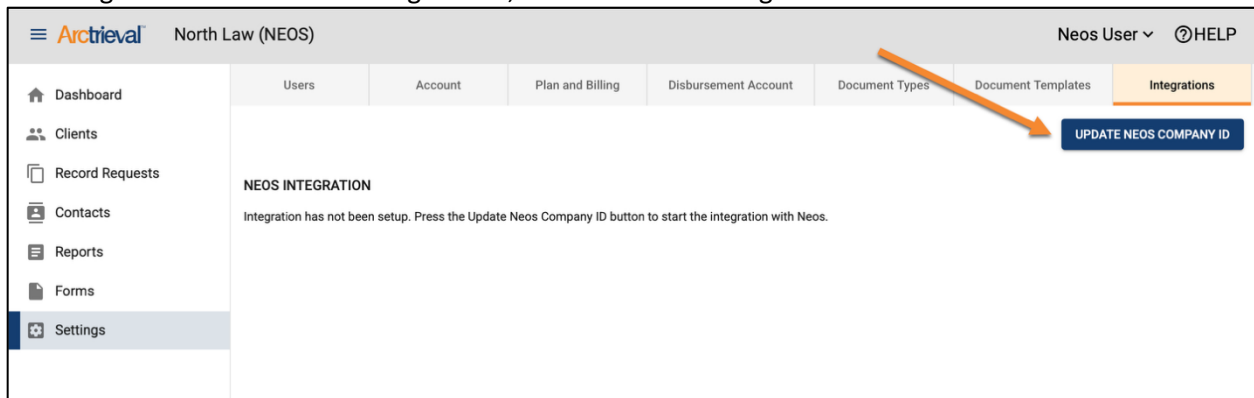 Arctrieval North Law (NEOS) Neos User HELP
Dashboard
Clients
Record Requests
Contacts
Reports
Forms
Settings
Users Account Plan and Billing Disbursement Account Document Types Document Templates Integrations
UPDATE NEOS COMPANY ID
NEOS INTEGRATION
Integration has not been setup. Press the Update Neos Company ID button to start the integration with Neos.